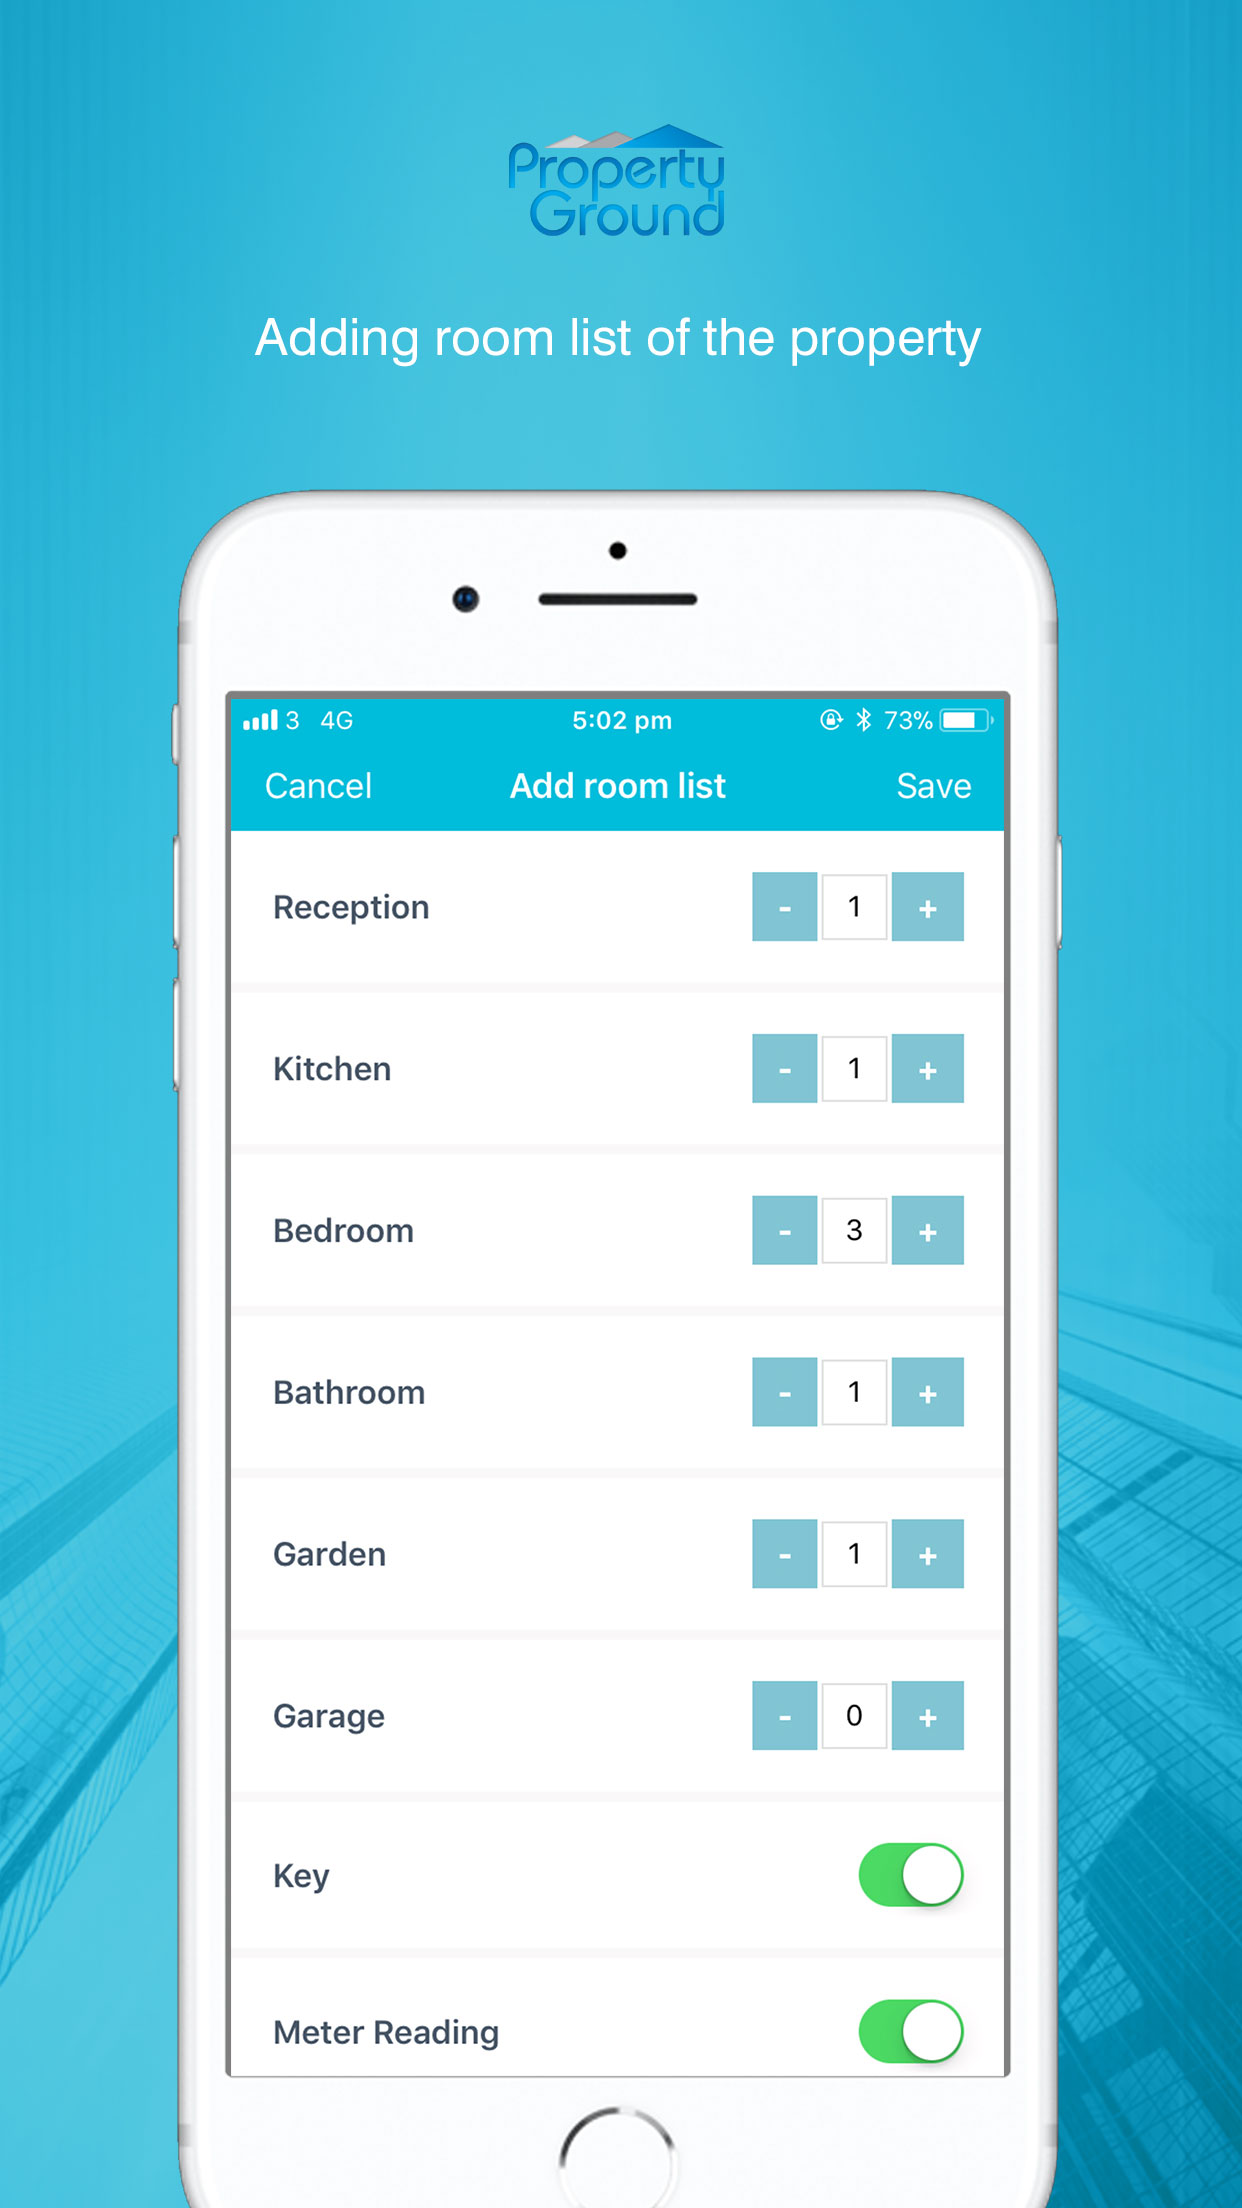 Property
Ground
Adding room list of the property
3 4G 5:02 pm 73%
Cancel Add room list Save
Reception - 1 +
Kitchen - 1 +
Bedroom - 3 +
Bathroom - 1 +
Garden - 1 +
Garage - 0 +
Key
Meter Reading